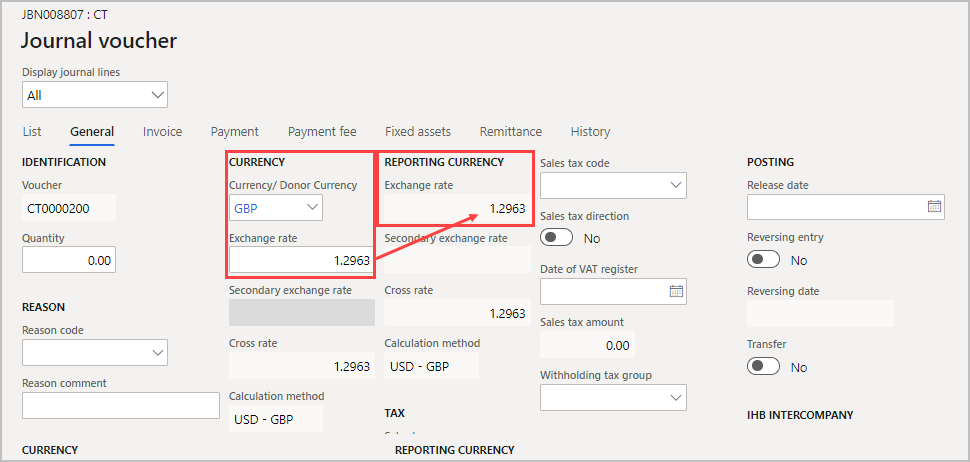 JBN008807 : CT
Journal voucher
Display journal lines
All
List General Invoice Payment Payment fee Fixed assets Remittance History
IDENTIFICATION
Voucher
CT0000200
Quantity
0.00
REASON
Reason code
Reason comment
CURRENCY
Currency/ Donor Currency
GBP
Exchange rate
1.2963
Secondary exchange rate
Cross rate
1.2963
Calculation method
USD - GBP
REPORTING CURRENCY
Exchange rate
1.2963
Secondary exchange rate
Cross rate
1.2963
Calculation method
USD - GBP
TAX
Sales tax code
Sales tax direction
No
Date of VAT register
Sales tax amount
0.00
Withholding tax group
POSTING
Release date
Reversing entry
No
Reversing date
Transfer
No
IHB INTERCOMPANY
CURRENCY
REPORTING CURRENCY